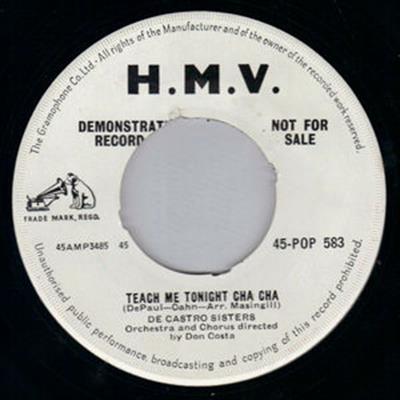 The Gramophone Co.Ltd.-All rights of the Manufacturer and of the owner of the recorded work reserved.
H.M.V.
DEMONSTRATI
RECORD
NOT FOR
SALE
TRADE MARK, REGD.
45AMP3485 45
45-POP 583
TEACH ME TONIGHT CHA CHA
(DePaul—Cahn—Arr. Masingill)
DE CASTRO SISTERS
Orchestra and Chorus directed
by Don Costa
Unauthorised public performance, broadcasting and copying of this record prohibited.